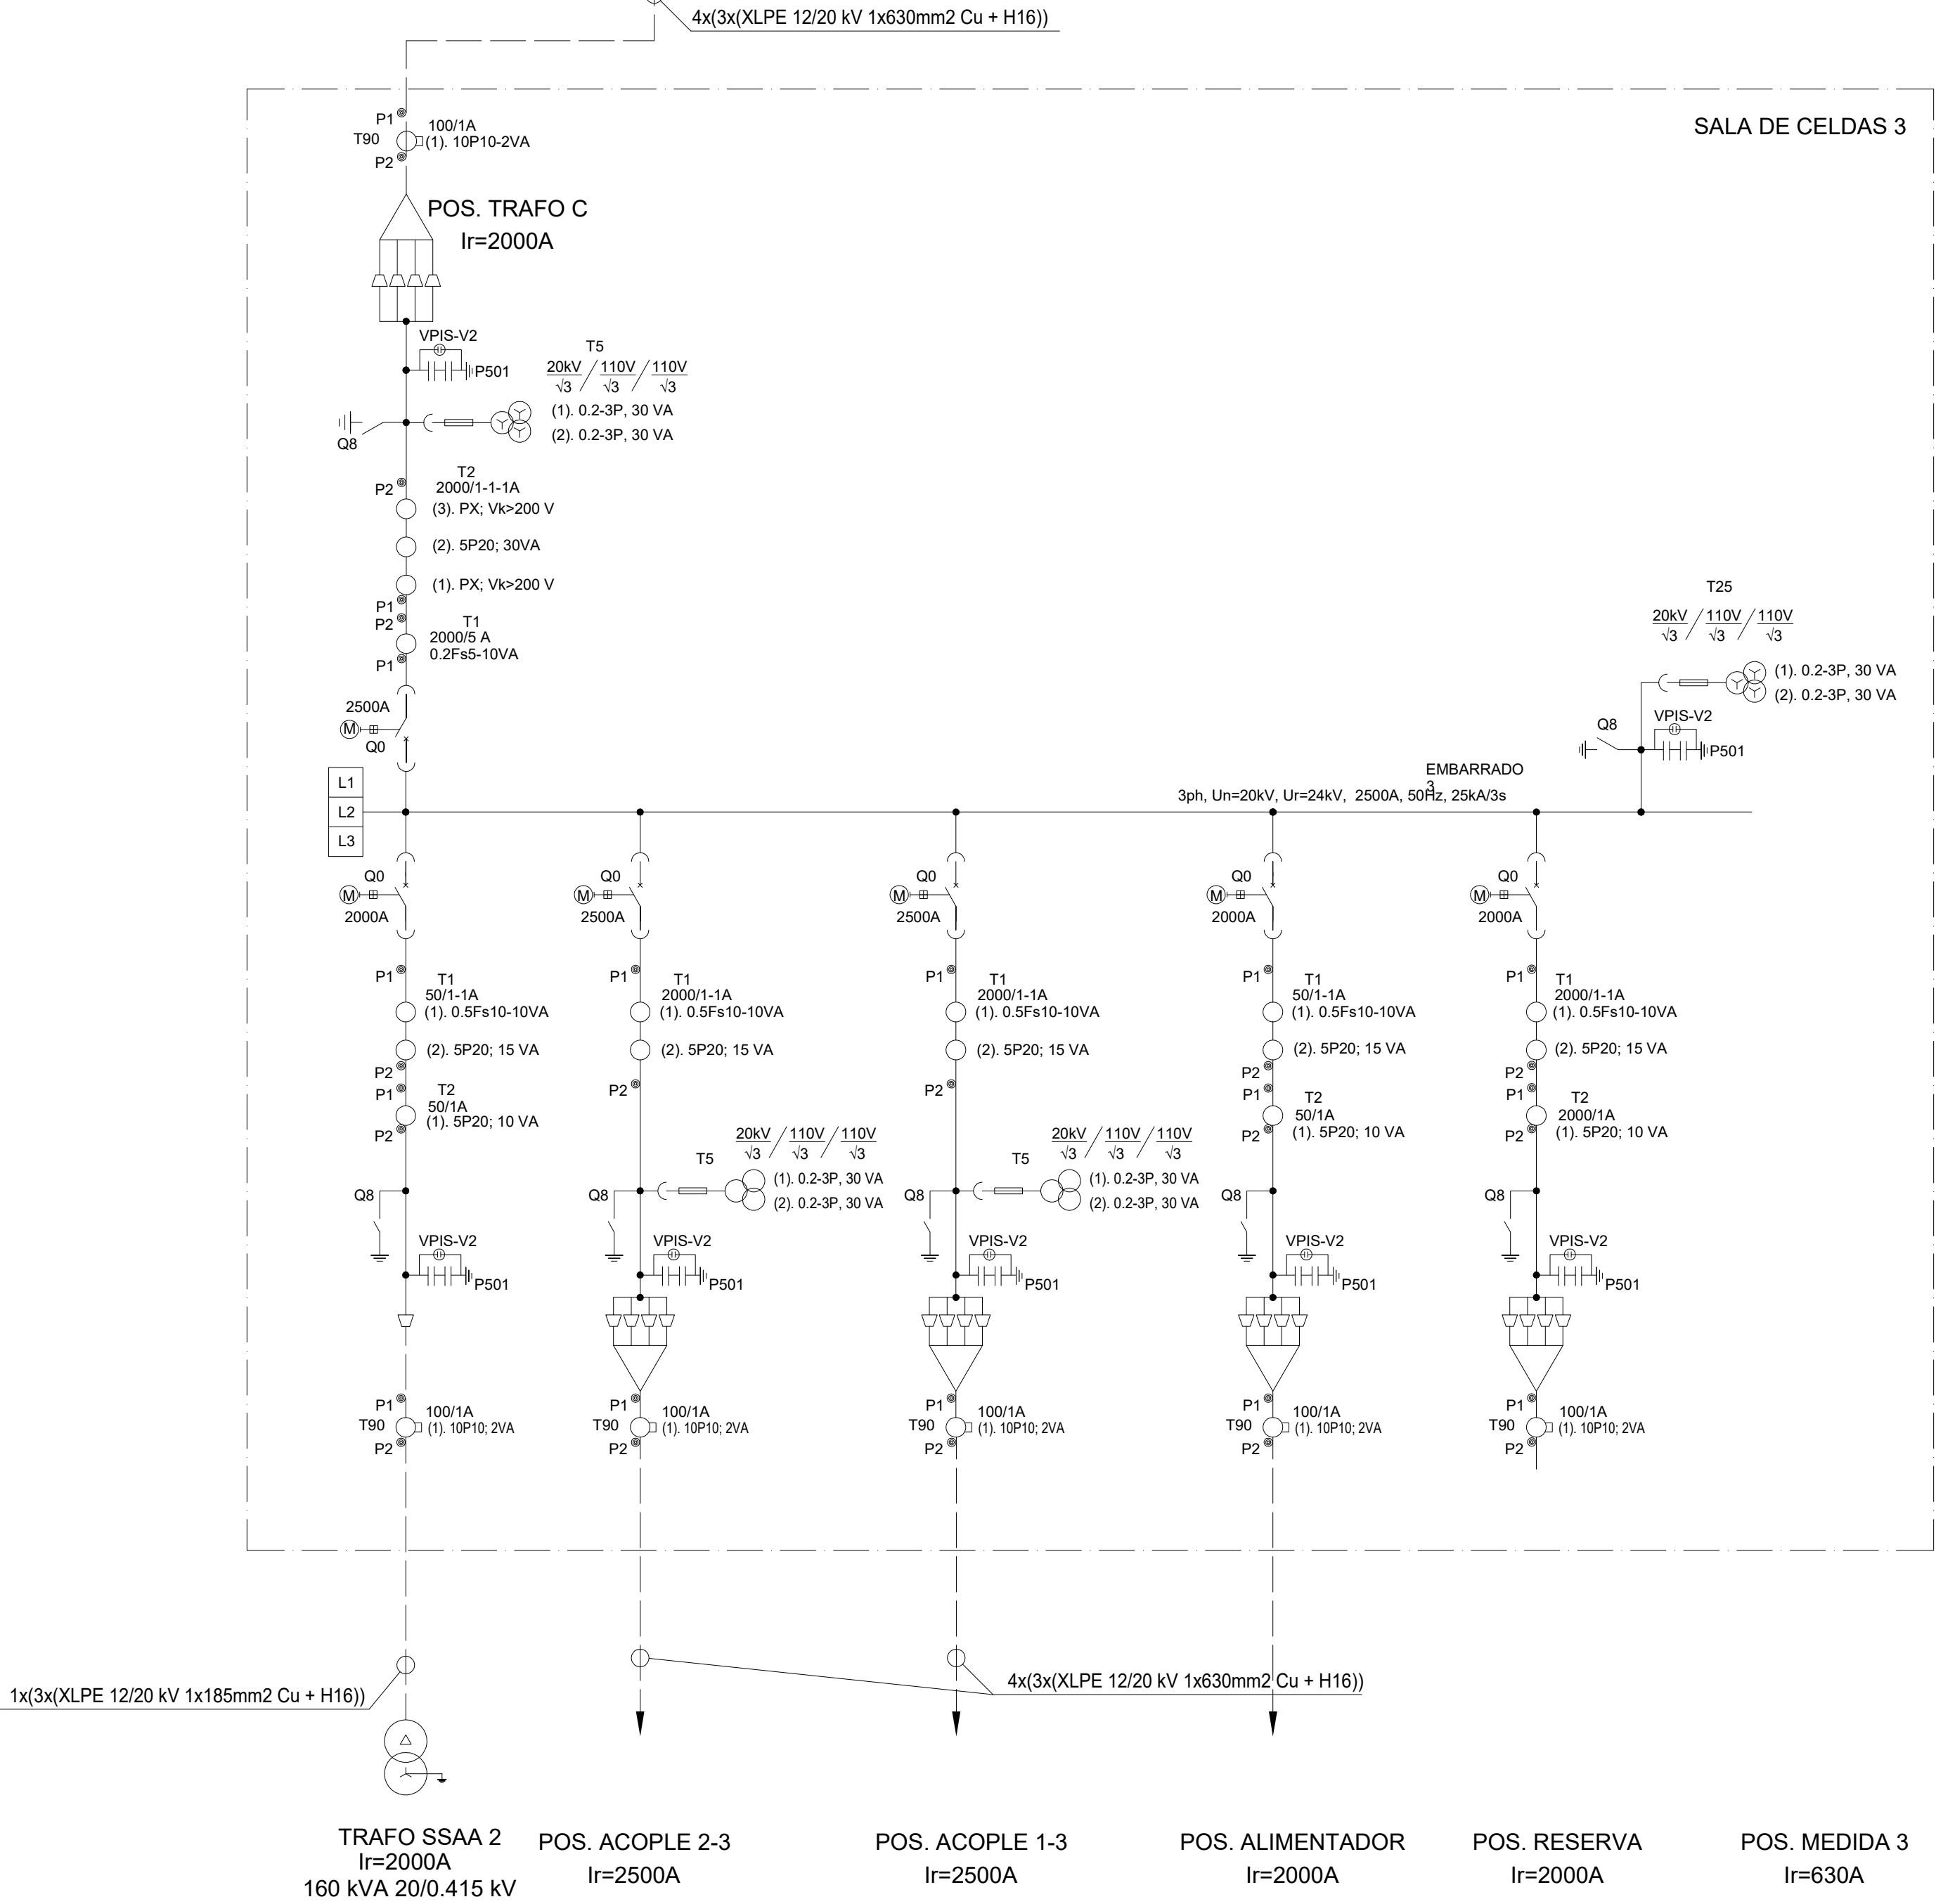 4x(3x(XLPE 12/20 kV 1x630mm2 Cu + H16))
SALA DE CELDAS 3
P1
T90
P2
100/1A
(1). 10P10-2VA
POS. TRAFO C
Ir=2000A
VPIS-V2
P501
T5
20kV/√3 / 110V/√3 / 110V/√3
(1). 0.2-3P, 30 VA
(2). 0.2-3P, 30 VA
Q8
T2
P2
2000/1-1-1A
(3). PX; Vk>200 V
(2). 5P20; 30VA
(1). PX; Vk>200 V
P1
P2
T1
2000/5 A
0.2Fs5-10VA
P1
2500A
M
Q0
T25
20kV/√3 / 110V/√3 / 110V/√3
(1). 0.2-3P, 30 VA
(2). 0.2-3P, 30 VA
Q8
VPIS-V2
P501
L1
L2
L3
EMBARRADO
3
3ph, Un=20kV, Ur=24kV, 2500A, 50Hz, 25kA/3s
Q0
M
2000A
P1
T1
50/1-1A
(1). 0.5Fs10-10VA
(2). 5P20; 15 VA
P2
P1
T2
50/1A
(1). 5P20; 10 VA
P2
Q8
VPIS-V2
P501
P1
T90
P2
100/1A
(1). 10P10; 2VA
Q0
M
2500A
P1
T1
2000/1-1A
(1). 0.5Fs10-10VA
(2). 5P20; 15 VA
P2
20kV/√3 / 110V/√3 / 110V/√3
T5
(1). 0.2-3P, 30 VA
(2). 0.2-3P, 30 VA
Q8
VPIS-V2
P501
P1
T90
P2
100/1A
(1). 10P10; 2VA
Q0
M
2500A
P1
T1
2000/1-1A
(1). 0.5Fs10-10VA
(2). 5P20; 15 VA
P2
20kV/√3 / 110V/√3 / 110V/√3
T5
(1). 0.2-3P, 30 VA
(2). 0.2-3P, 30 VA
Q8
VPIS-V2
P501
P1
T90
P2
100/1A
(1). 10P10; 2VA
Q0
M
2000A
P1
T1
50/1-1A
(1). 0.5Fs10-10VA
(2). 5P20; 15 VA
P2
P1
T2
50/1A
(1). 5P20; 10 VA
P2
Q8
VPIS-V2
P501
P1
T90
P2
100/1A
(1). 10P10; 2VA
Q0
M
2000A
P1
T1
2000/1-1A
(1). 0.5Fs10-10VA
(2). 5P20; 15 VA
P2
P1
T2
2000/1A
(1). 5P20; 10 VA
P2
Q8
VPIS-V2
P501
P1
T90
P2
100/1A
(1). 10P10; 2VA
1x(3x(XLPE 12/20 kV 1x185mm2 Cu + H16))
4x(3x(XLPE 12/20 kV 1x630mm2 Cu + H16))
TRAFO SSAA 2
Ir=2000A
160 kVA 20/0.415 kV
POS. ACOPLE 2-3
Ir=2500A
POS. ACOPLE 1-3
Ir=2500A
POS. ALIMENTADOR
Ir=2000A
POS. RESERVA
Ir=2000A
POS. MEDIDA 3
Ir=630A